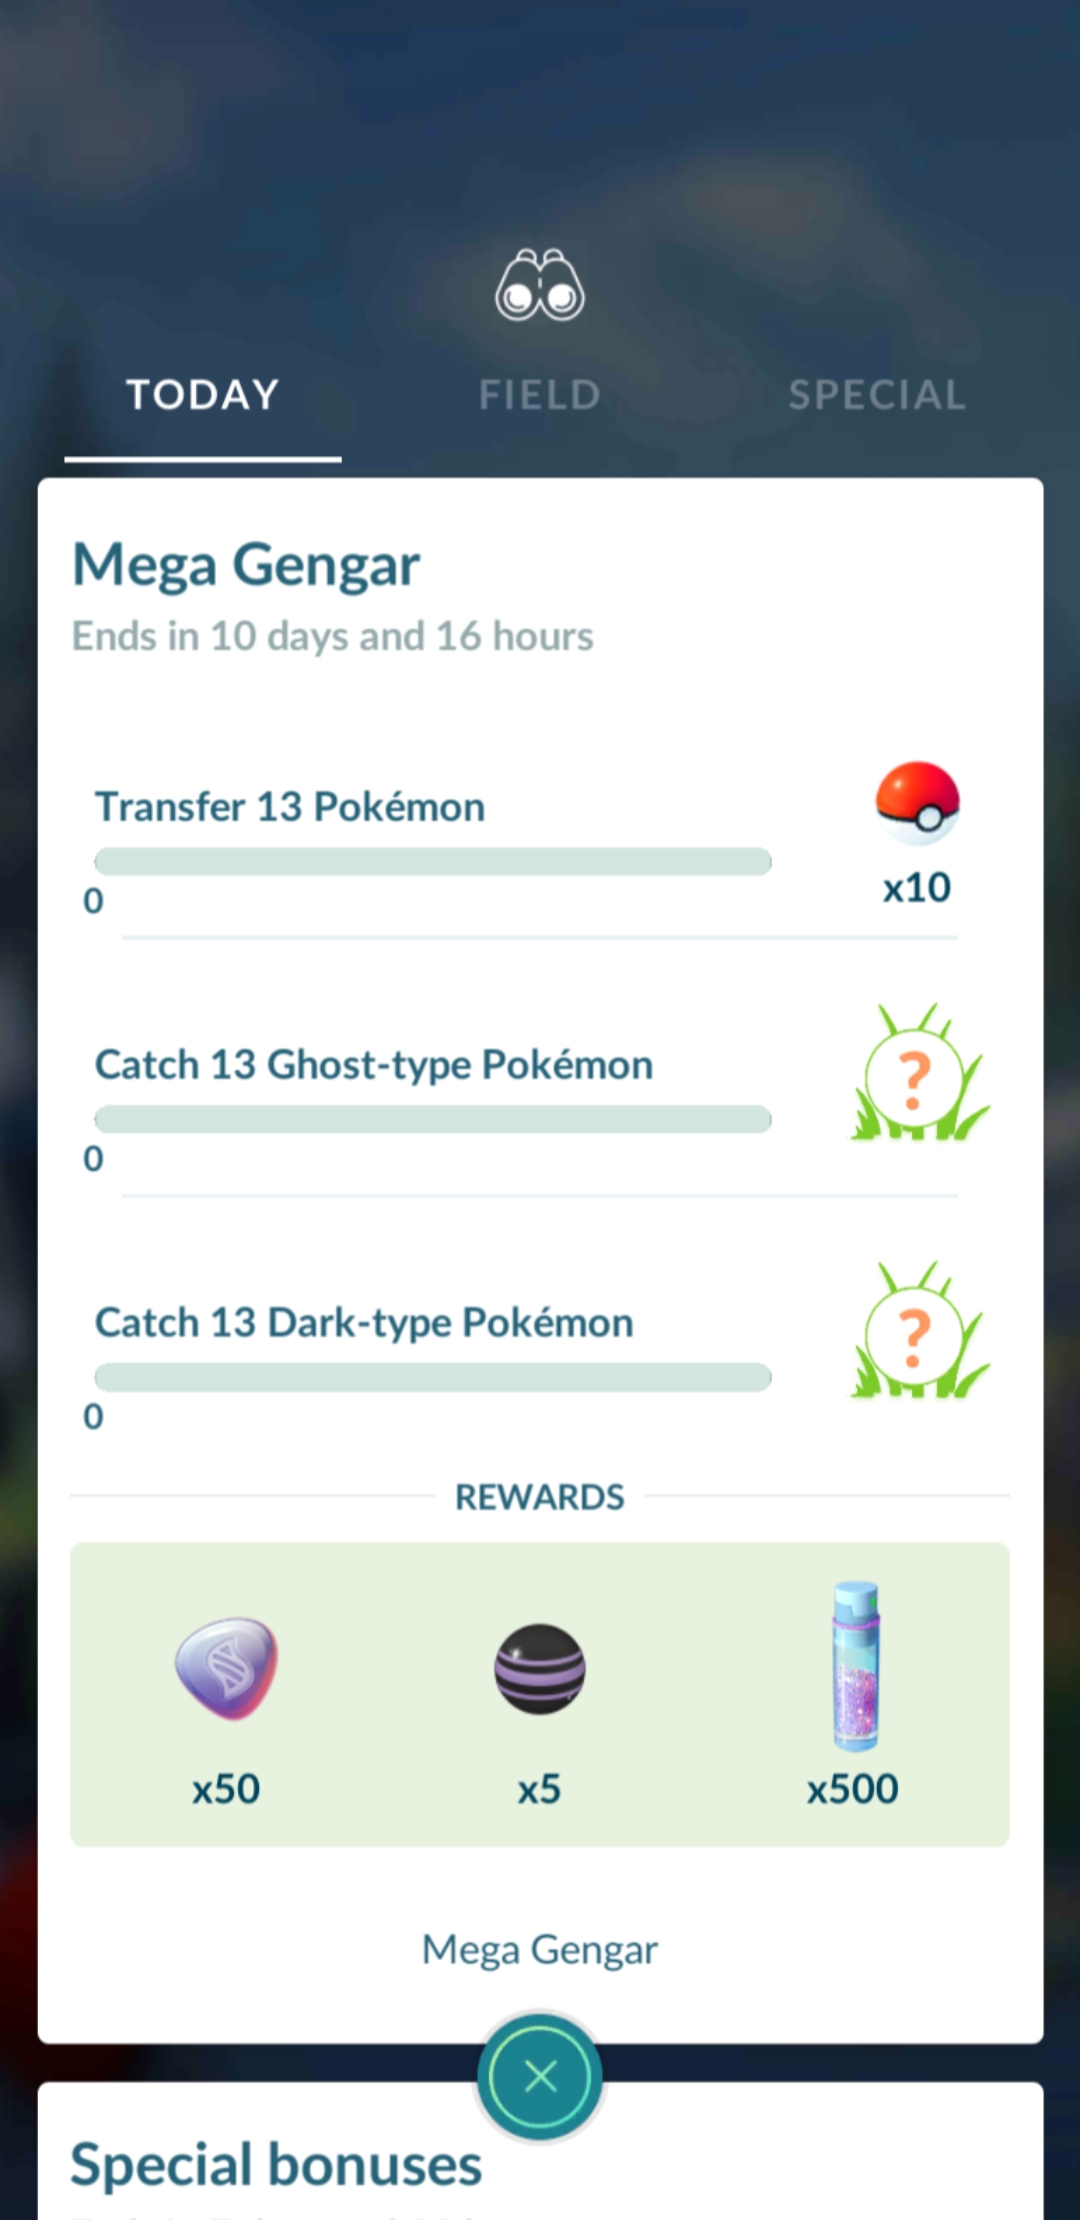 TODAY
FIELD
SPECIAL
Mega Gengar
Ends in 10 days and 16 hours
Transfer 13 Pokémon
0
x10
Catch 13 Ghost-type Pokémon
?
0
Catch 13 Dark-type Pokémon
?
0
REWARDS
x50
x5
x500
Mega Gengar
Special bonuses